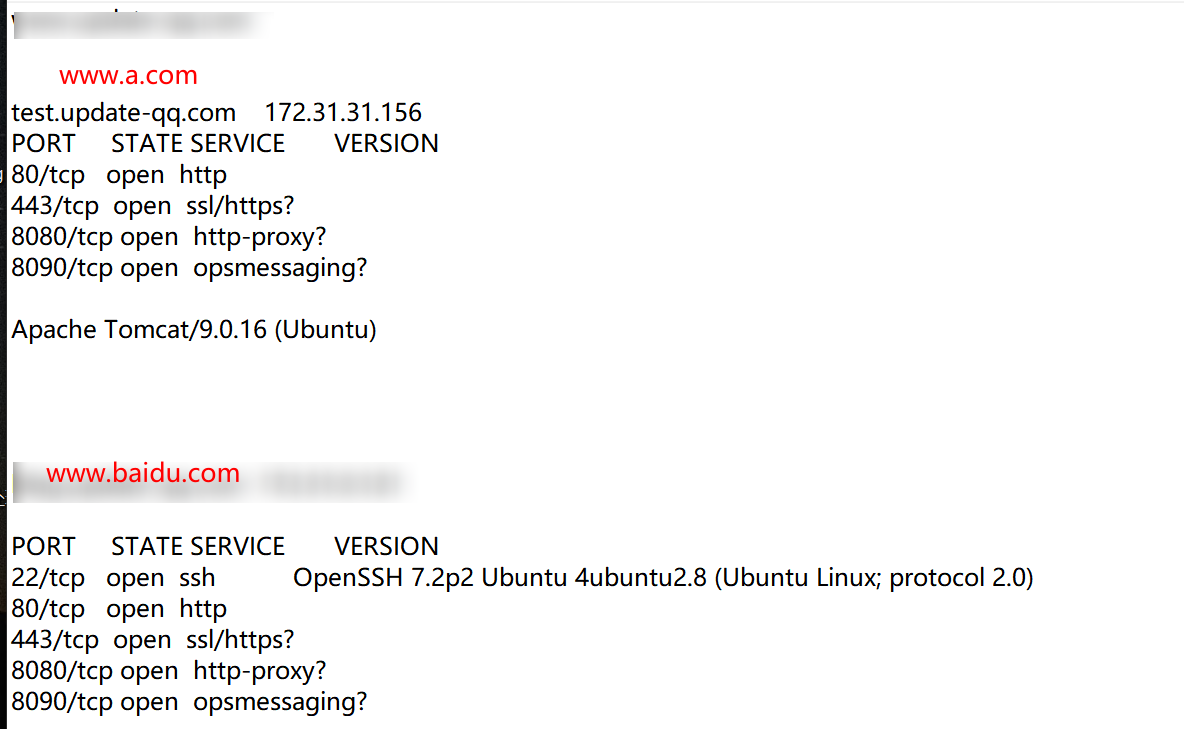 www.a.com
test.update-qq.com 172.31.31.156
PORT STATE SERVICE VERSION
80/tcp open http
443/tcp open ssl/https?
8080/tcp open http-proxy?
8090/tcp open opsmessaging?
Apache Tomcat/9.0.16 (Ubuntu)
www.baidu.com
PORT STATE SERVICE VERSION
22/tcp open ssh OpenSSH 7.2p2 Ubuntu 4ubuntu2.8 (Ubuntu Linux; protocol 2.0)
80/tcp open http
443/tcp open ssl/https?
8080/tcp open http-proxy?
8090/tcp open opsmessaging?